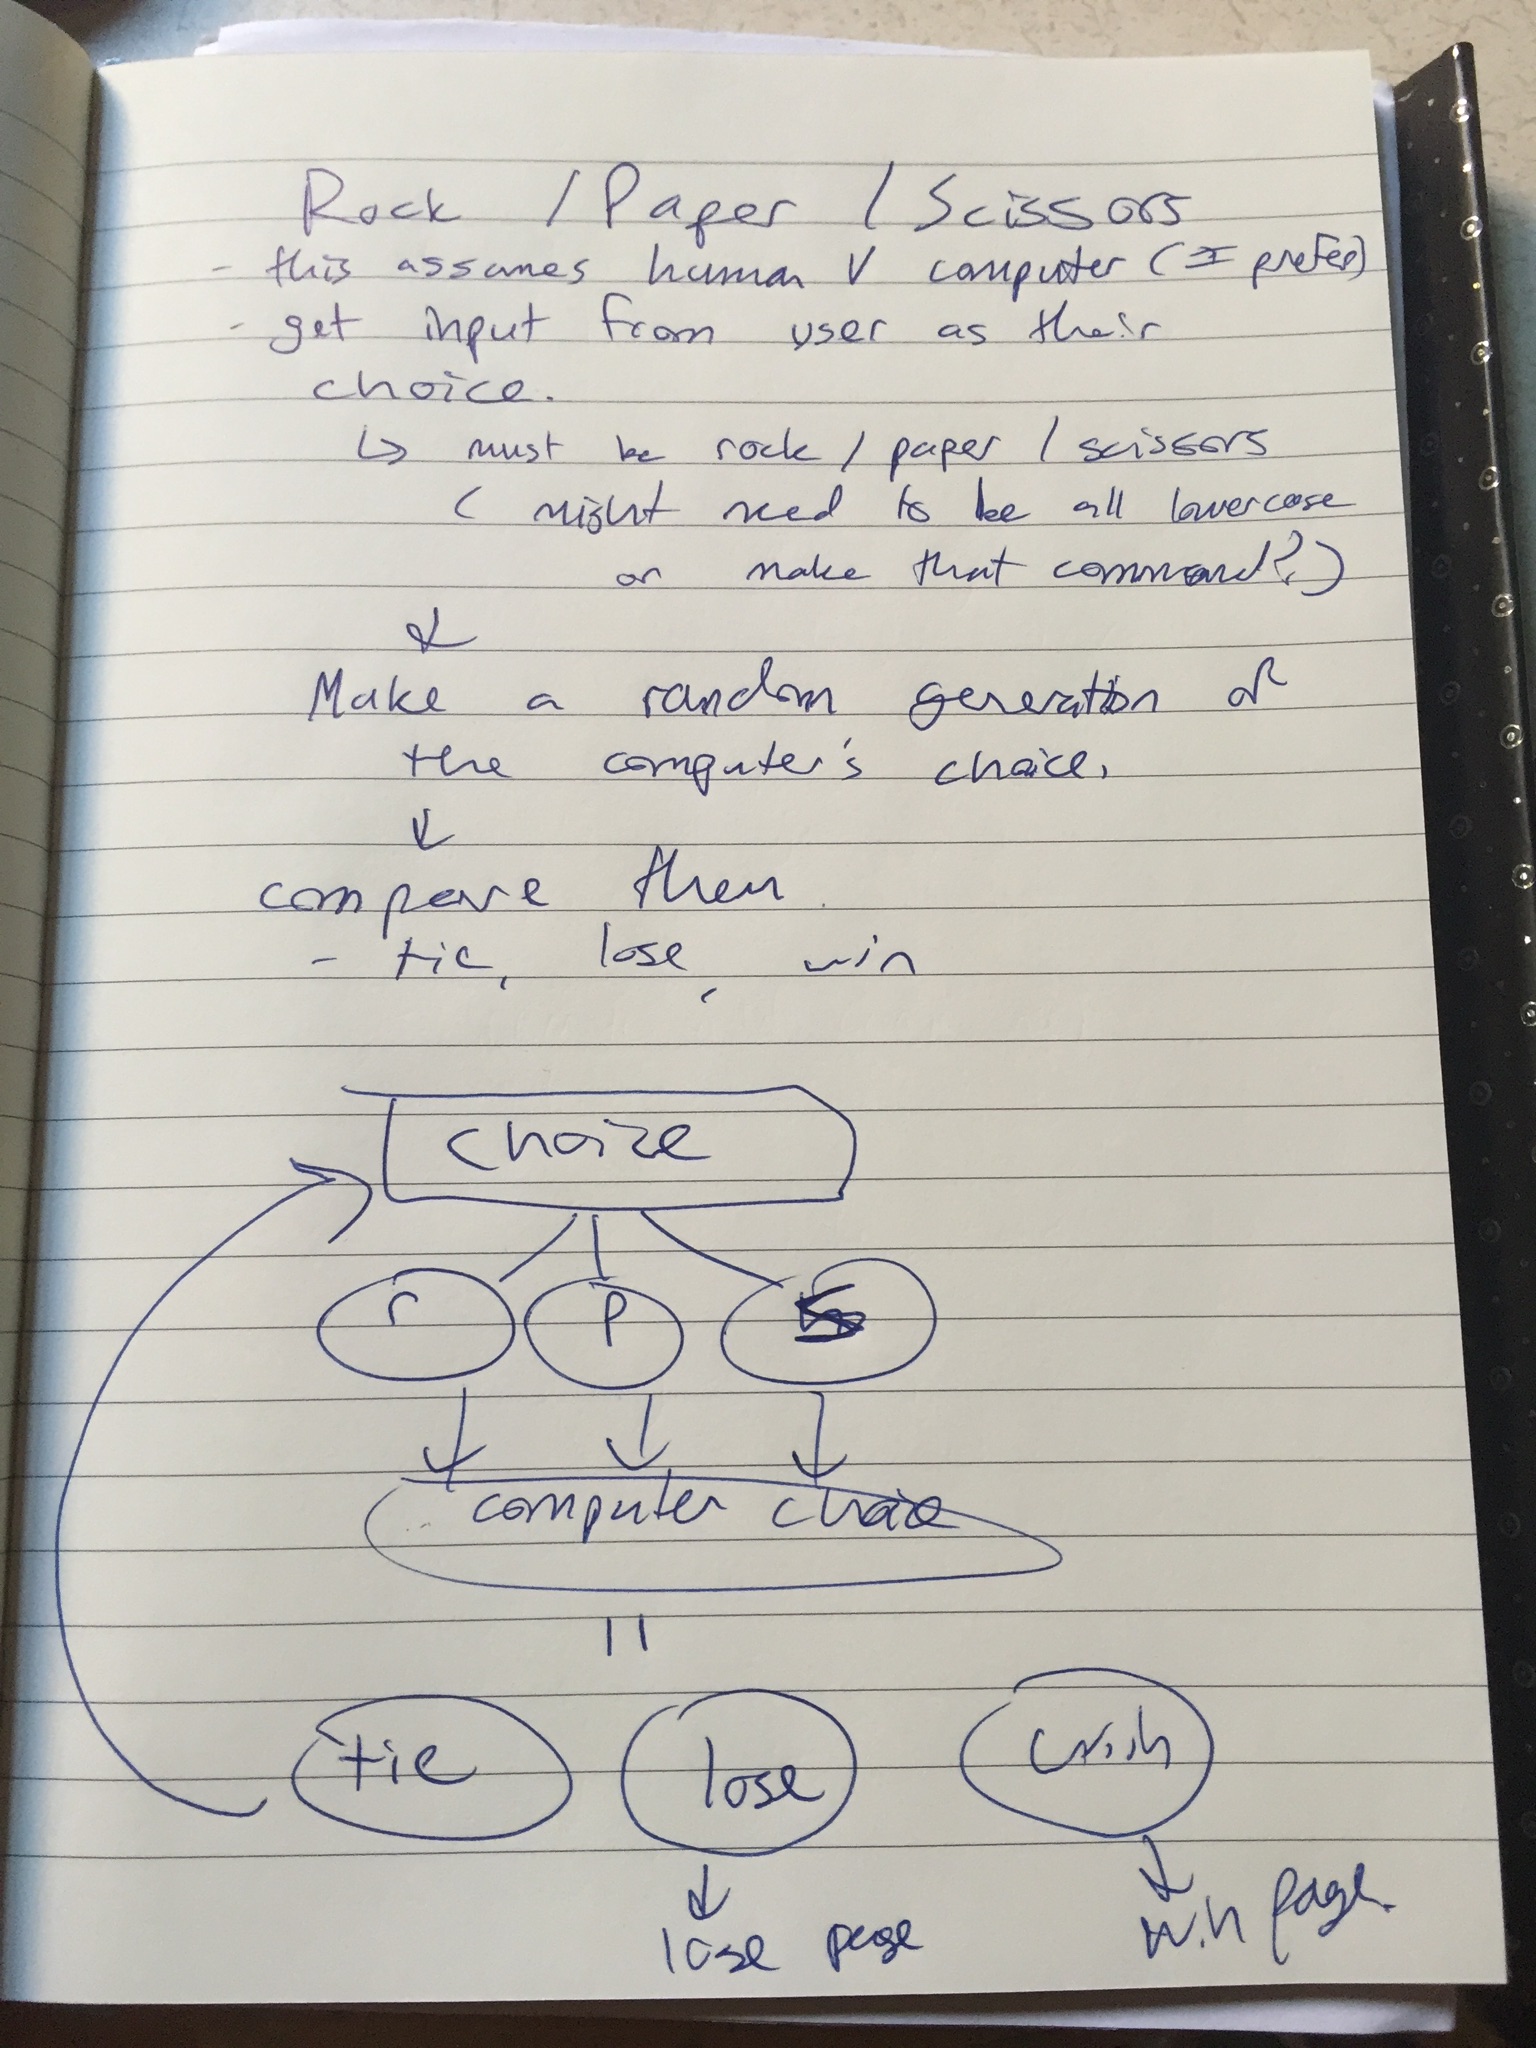 Rock / Paper / Scissors
- this assumes human V computer (I prefer)
- get input from user as their
choice.
↳ must be rock / paper / scissors
( might need to be all lowercase
or make that command?)
↓
Make a random generation of
the computer's choice.
↓
compare them.
- tie, lose, win
choice
r p s
computer choice
=
tie lose win
lose page win page.